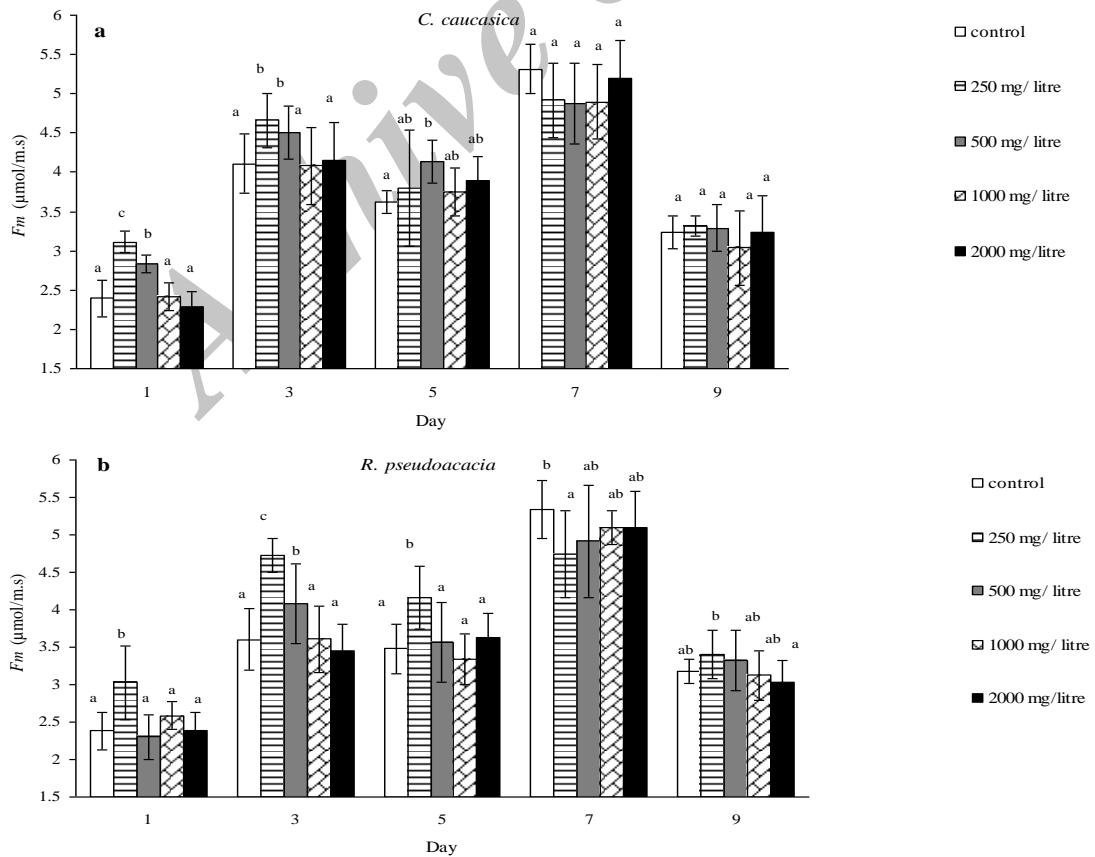 C. caucasica
a
6
5.5
5
4.5
4
3.5
3
2.5
2
1.5
Fm (µmol/m.s)
a c b a a
a b b a a
a ab b ab ab
a a a a a
a a a a a
1 3 5 7 9
Day
control
250 mg/ litre
500 mg/ litre
1000 mg/ litre
2000 mg/litre
R. pseudoacacia
b
6
5.5
5
4.5
4
3.5
3
2.5
2
1.5
Fm (µmol/m.s)
a b a a a
a c b a a
a b a a a
b a ab ab ab
ab b ab ab a
1 3 5 7 9
Day
control
250 mg/ litre
500 mg/ litre
1000 mg/ litre
2000 mg/litre